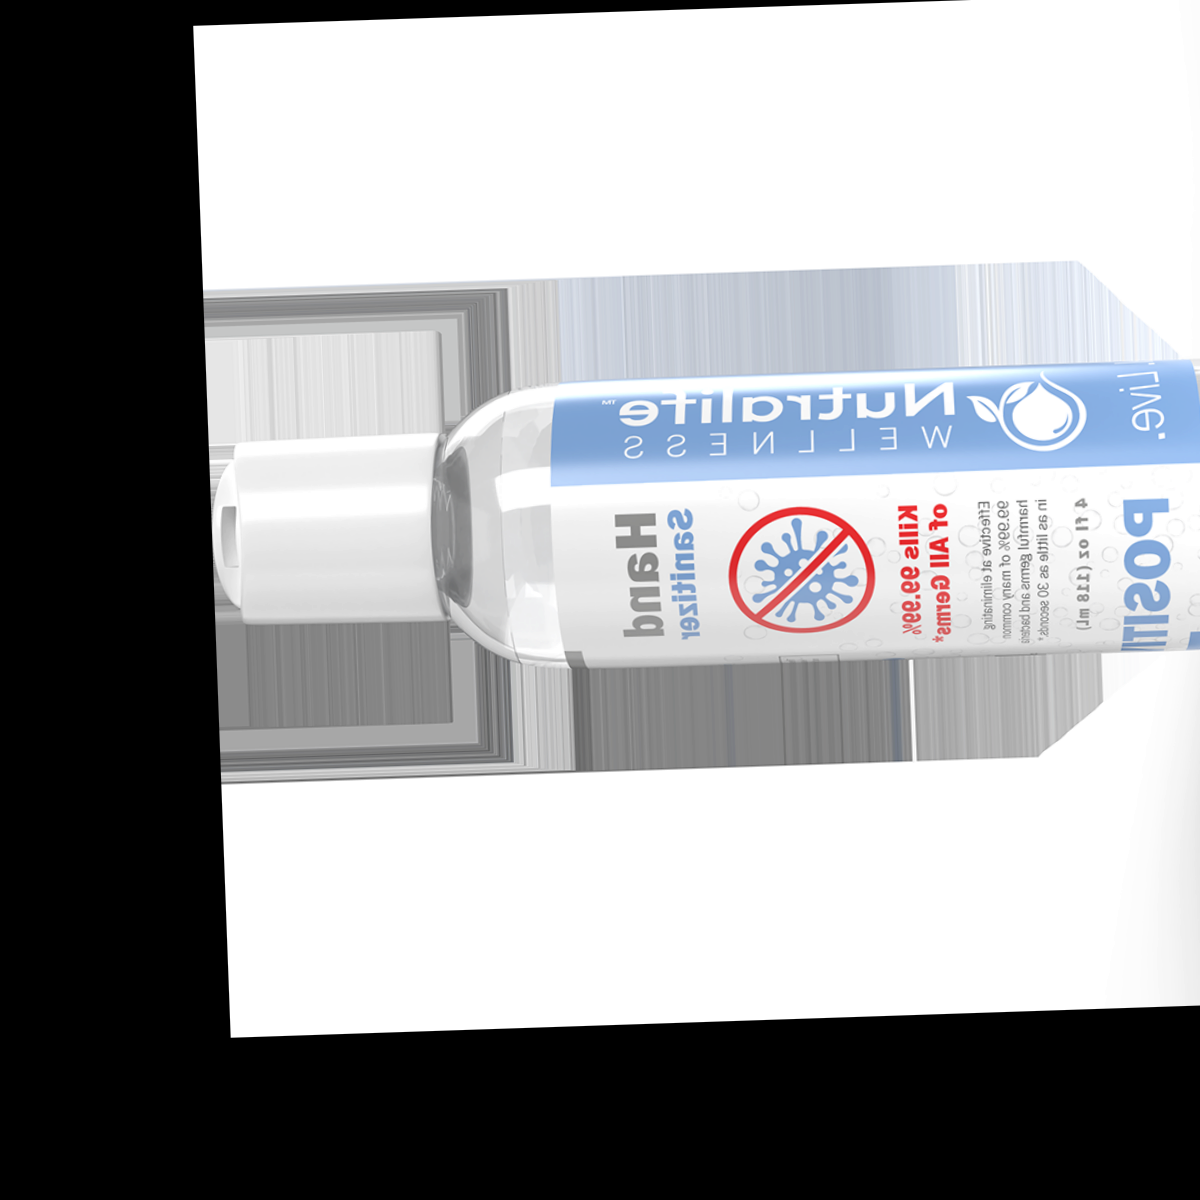 Nutralife™
WELLNESS
Live.
Hand
Sanitizer
Kills 99.99%
of All Germs*
Effective at eliminating
99.99% of many common
harmful germs and bacteria
in as little as 30 seconds*
4 fl oz (118 mL)